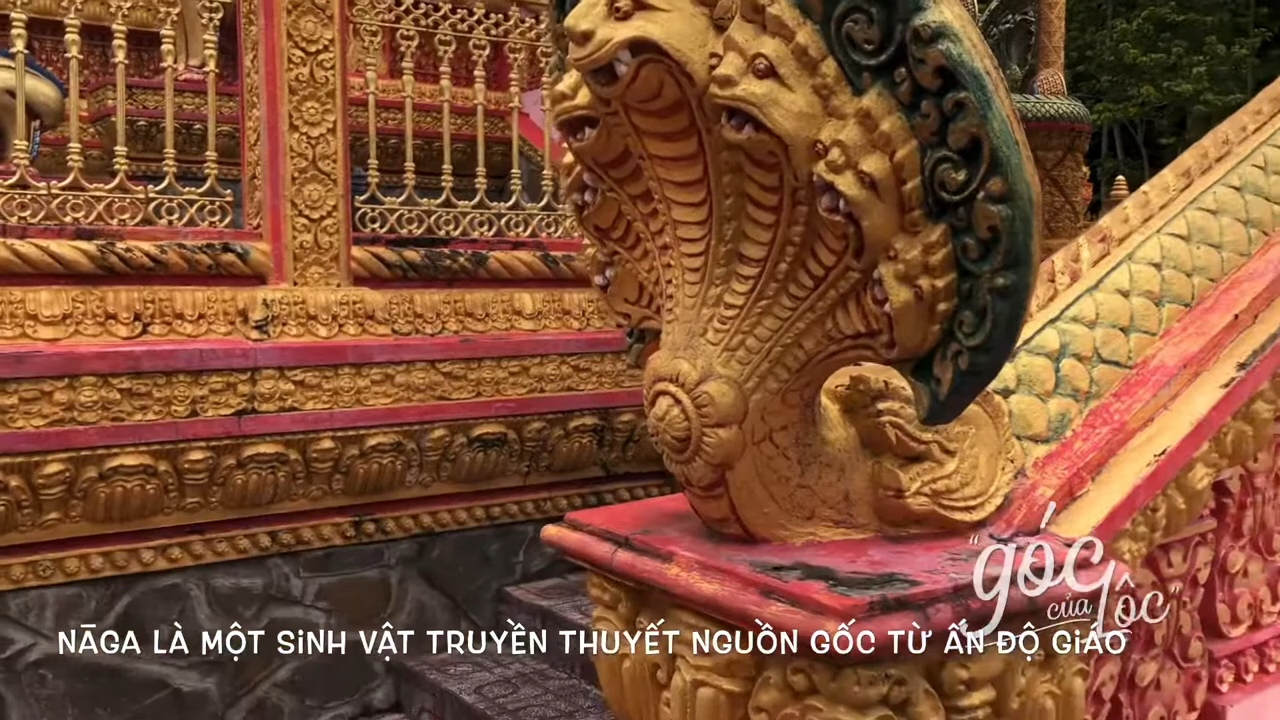 "góc
của Lộc"
NĀGA LÀ MỘT SINH VẬT TRUYỀN THUYẾT NGUỒN GỐC TỪ ẤN ĐỘ GIÁO